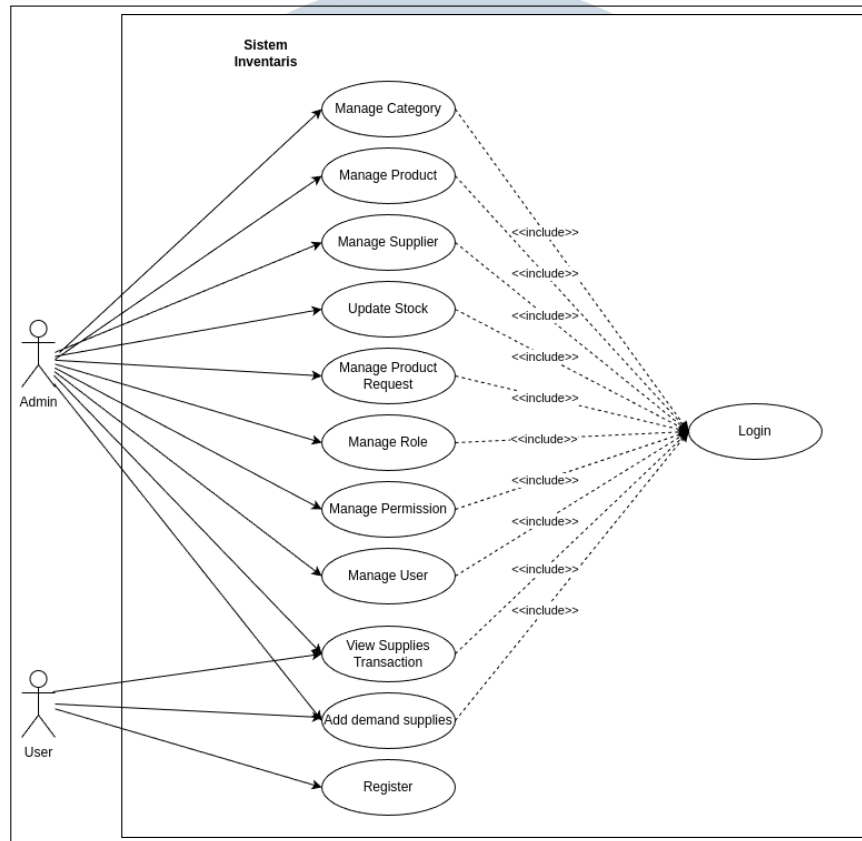 Sistem
Inventaris
Manage Category
Manage Product
<<include>>
Manage Supplier
<<include>>
Update Stock
<<include>>
<<include>>
Manage Product
Request
<<include>>
Admin
Login
Manage Role
<<include>>
<<include>>
Manage Permission
<<include>>
Manage User
<<include>>
View Supplies
Transaction
<<include>>
Add demand supplies
User
Register